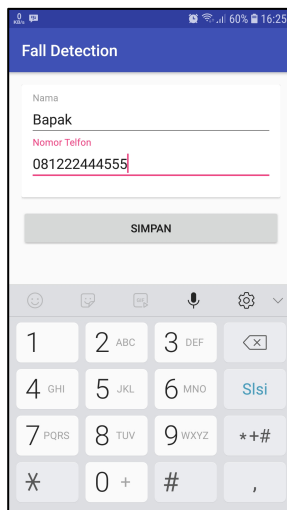 0 KB/s 60% 16:25
Fall Detection
Nama
Bapak
Nomor Telfon
081222444555
SIMPAN
1 2 ABC 3 DEF
4 GHI 5 JKL 6 MNO Slsi
7 PQRS 8 TUV 9 WXYZ *+#
* 0 + # ,